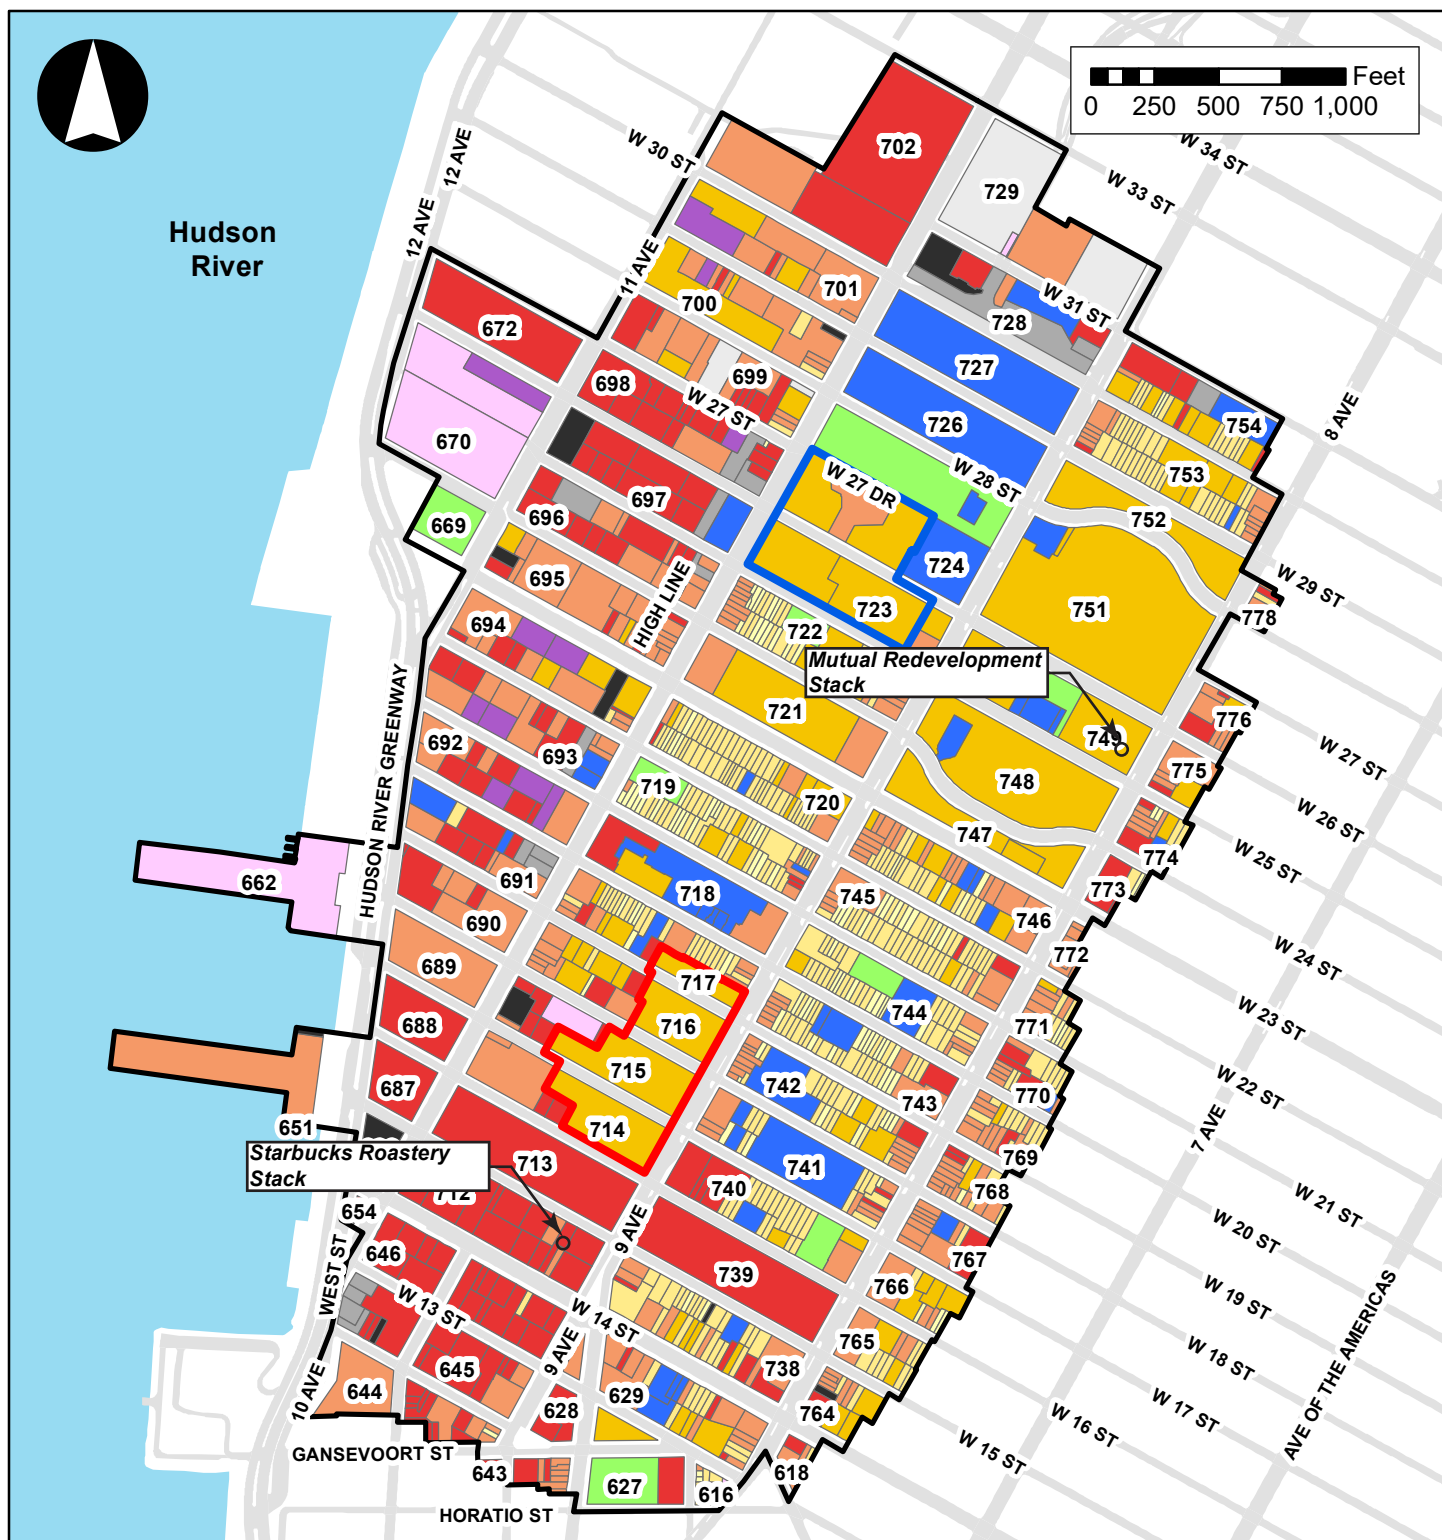 Feet
0 250 500 750 1,000
W 34 ST
W 33 ST
W 30 ST
12 AVE
12 AVE
Hudson
River
11 AVE
702
729
701
700
W 31 ST
728
672
699
698
W 27 ST
727
726
8 AVE
754
753
670
W 28 ST
W 27 DR
697
696
669
752
724
W 29 ST
695
HIGH LINE
751
723
778
722
694
Mutual Redevelopment
Stack
HUDSON RIVER GREENWAY
721
776
749
692
693
W 27 ST
775
748
719
720
W 26 ST
747
774
W 25 ST
691
662
718
773
745
746
690
W 24 ST
772
689
717
W 23 ST
744
716
771
688
715
W 22 ST
687
742
743
770
7 AVE
651
714
769
Starbucks Roastery
Stack
713
741
768
712
740
W 21 ST
654
9 AVE
W 20 ST
646
767
WEST ST
739
766
W 19 ST
W 13 ST
W 14 ST
765
W 18 ST
9 AVE
645
738
10 AVE
644
629
AVE OF THE AMERICAS
628
764
W 17 ST
W 16 ST
GANSEVOORT ST
W 15 ST
643
627
616
618
HORATIO ST